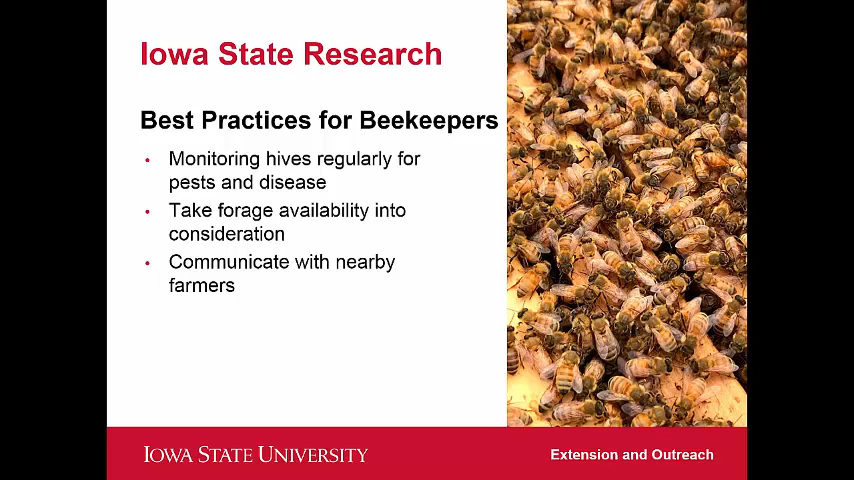 Iowa State Research
Best Practices for Beekeepers
• Monitoring hives regularly for
pests and disease
• Take forage availability into
consideration
• Communicate with nearby
farmers
IOWA STATE UNIVERSITY
Extension and Outreach